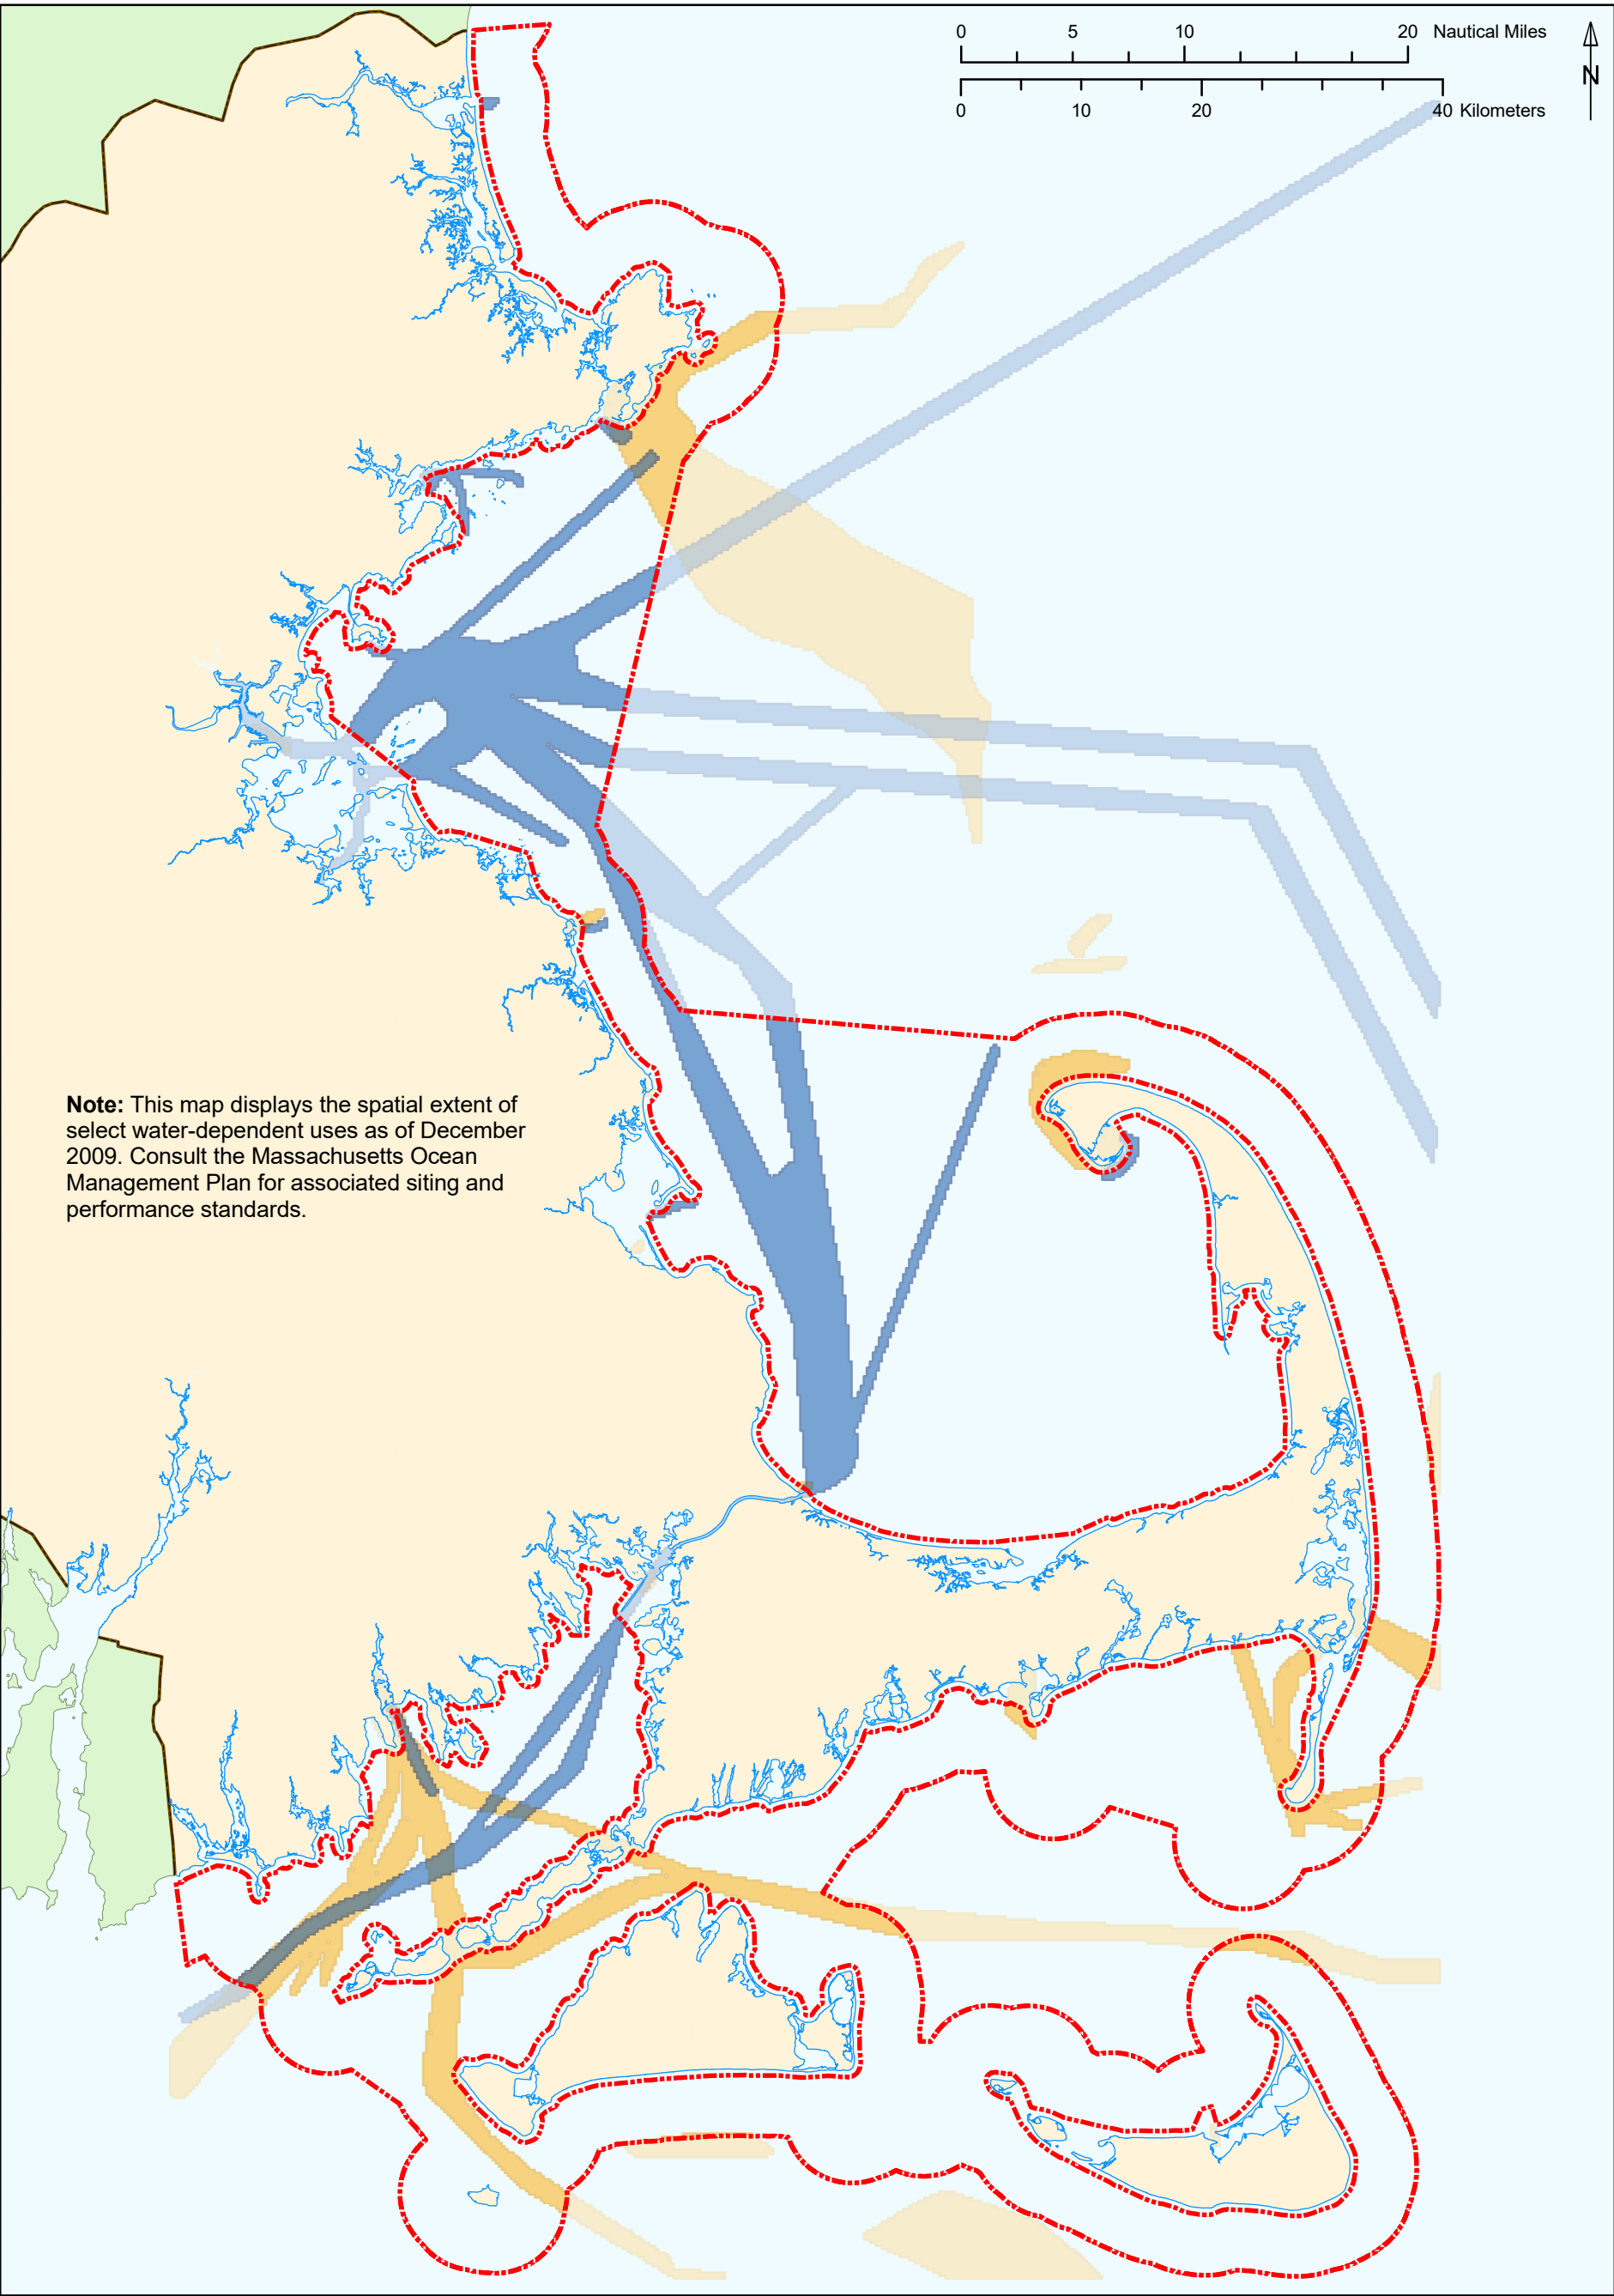 0 5 10 20 Nautical Miles
N
0 10 20 40 Kilometers
Note: This map displays the spatial extent of
select water-dependent uses as of December
2009. Consult the Massachusetts Ocean
Management Plan for associated siting and
performance standards.